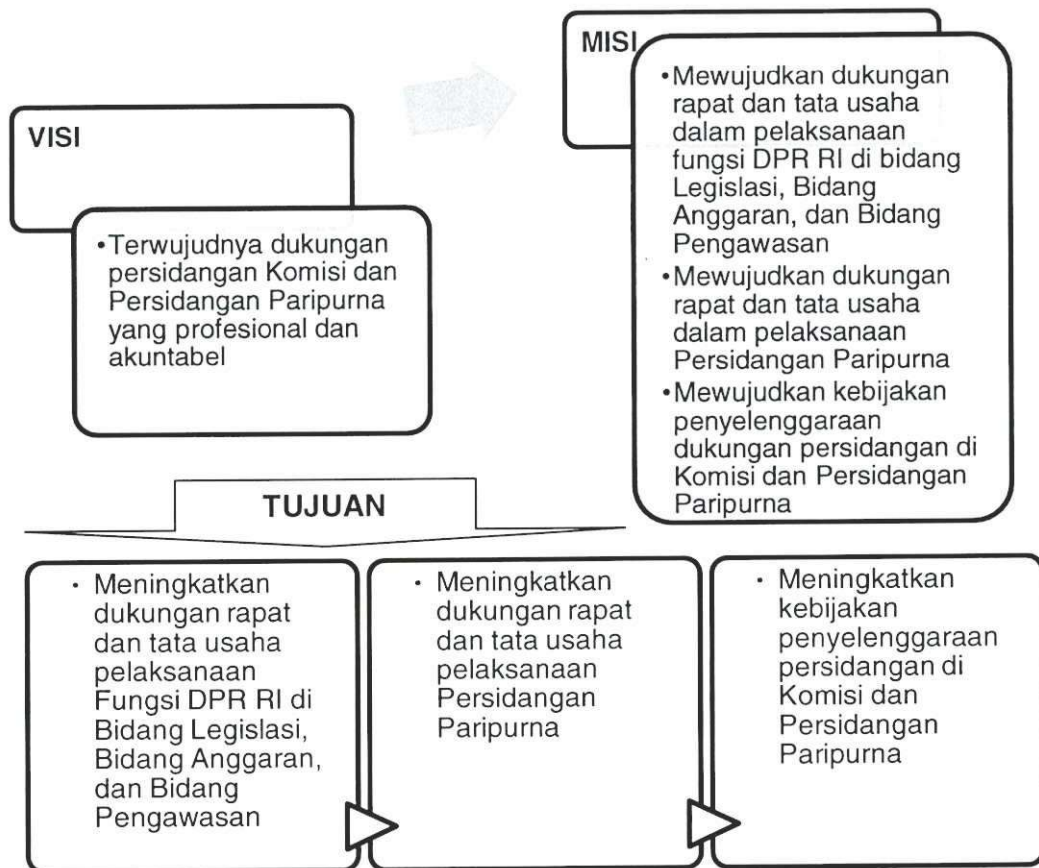 VISI
•Terwujudnya dukungan
persidangan Komisi dan
Persidangan Paripurna
yang profesional dan
akuntabel
MISI
•Mewujudkan dukungan
rapat dan tata usaha
dalam pelaksanaan
fungsi DPR RI di bidang
Legislasi, Bidang
Anggaran, dan Bidang
Pengawasan
•Mewujudkan dukungan
rapat dan tata usaha
dalam pelaksanaan
Persidangan Paripurna
•Mewujudkan kebijakan
penyelenggaraan
dukungan persidangan di
Komisi dan Persidangan
Paripurna
TUJUAN
• Meningkatkan
dukungan rapat
dan tata usaha
pelaksanaan
Fungsi DPR RI di
Bidang Legislasi,
Bidang Anggaran,
dan Bidang
Pengawasan
• Meningkatkan
dukungan rapat
dan tata usaha
pelaksanaan
Persidangan
Paripurna
• Meningkatkan
kebijakan
penyelenggaraan
persidangan di
Komisi dan
Persidangan
Paripurna